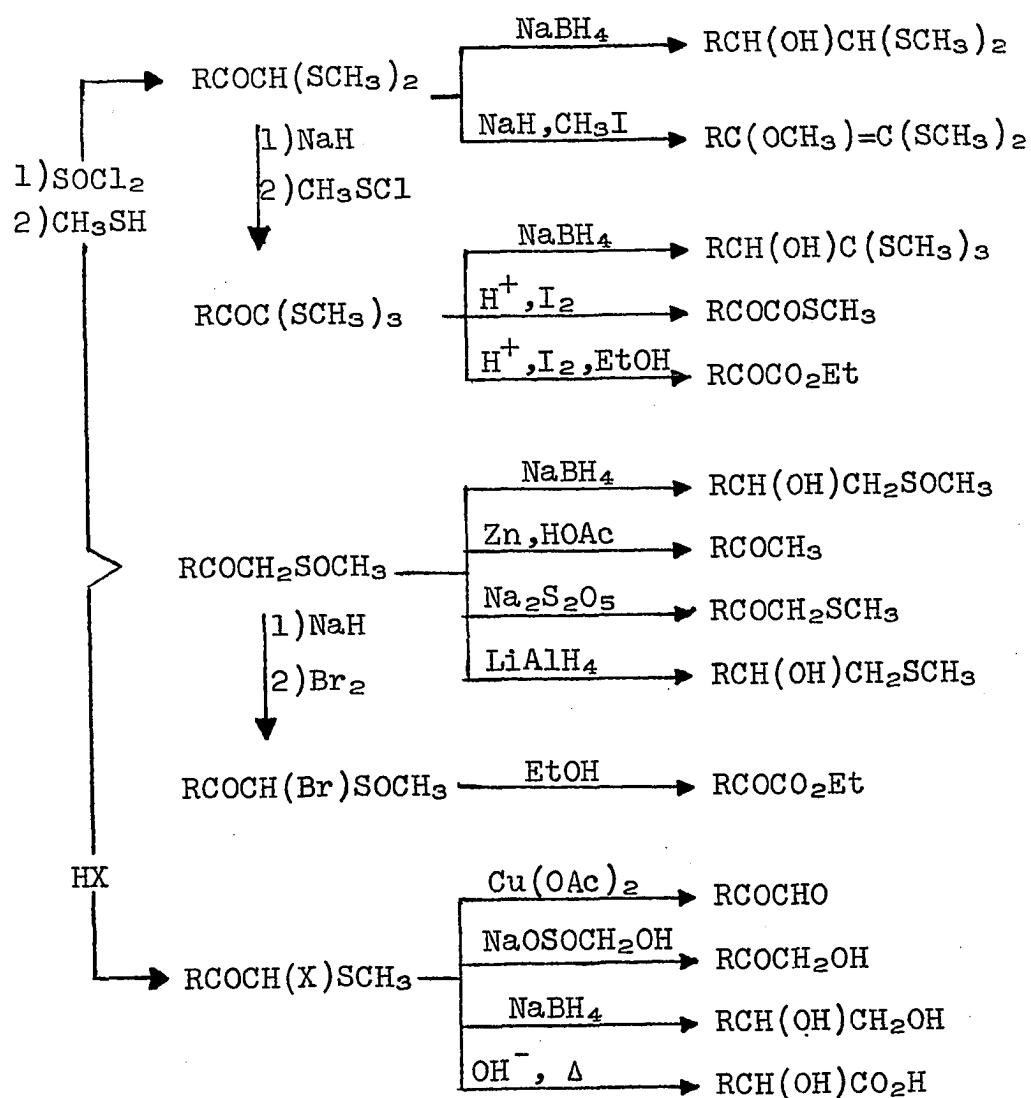 NaBH₄
RCH(OH)CH(SCH₃)₂
RCOCH(SCH₃)₂
NaH,CH₃I
RC(OCH₃)=C(SCH₃)₂
1)NaH
2)CH₃SCl
1)SOCl₂
2)CH₃SH
NaBH₄
RCH(OH)C(SCH₃)₃
RCOC(SCH₃)₃
H⁺,I₂
RCOCOSCH₃
H⁺,I₂,EtOH
RCOCO₂Et
NaBH₄
RCH(OH)CH₂SOCH₃
Zn,HOAc
RCOCH₃
RCOCH₂SOCH₃
Na₂S₂O₅
RCOCH₂SCH₃
1)NaH
2)Br₂
LiAlH₄
RCH(OH)CH₂SCH₃
RCOCH(Br)SOCH₃
EtOH
RCOCO₂Et
HX
Cu(OAc)₂
RCOCHO
NaOSOCH₂OH
RCOCH₂OH
RCOCH(X)SCH₃
NaBH₄
RCH(OH)CH₂OH
OH⁻, Δ
RCH(OH)CO₂H